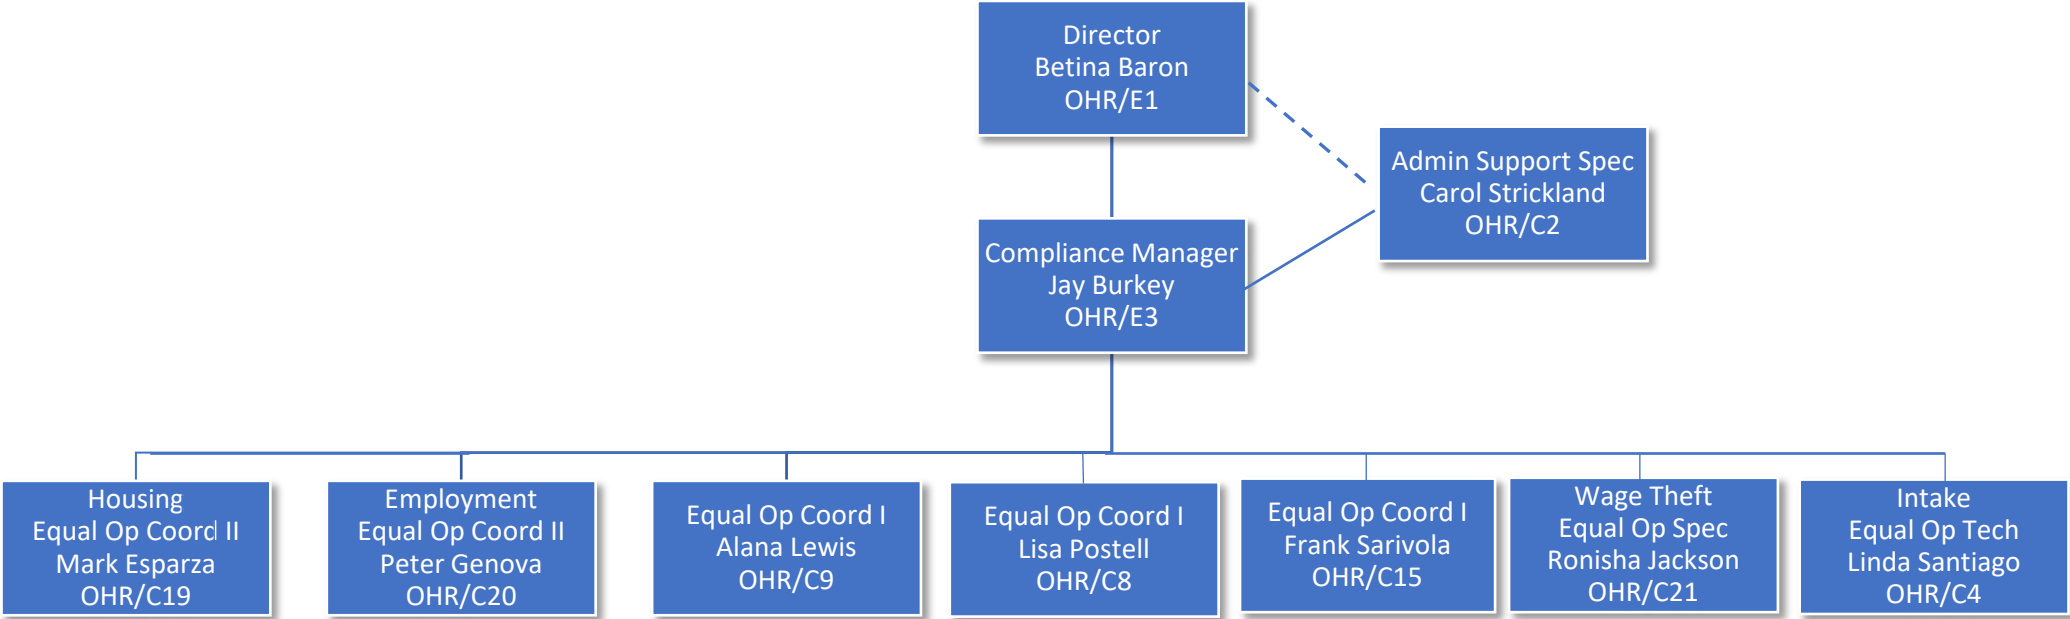 Director
Betina Baron
OHR/E1
Admin Support Spec
Carol Strickland
OHR/C2
Compliance Manager
Jay Burkey
OHR/E3
Housing
Equal Op Coord II
Mark Esparza
OHR/C19
Employment
Equal Op Coord II
Peter Genova
OHR/C20
Equal Op Coord I
Alana Lewis
OHR/C9
Equal Op Coord I
Lisa Postell
OHR/C8
Equal Op Coord I
Frank Sarivola
OHR/C15
Wage Theft
Equal Op Spec
Ronisha Jackson
OHR/C21
Intake
Equal Op Tech
Linda Santiago
OHR/C4